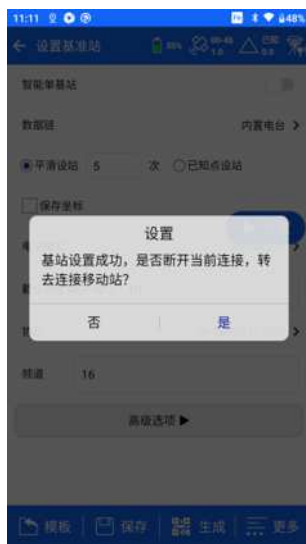 11:11
48%
设置基准站
智能单基站
数据链 内置电台
平滑设站 5 次 已知点设站
保存坐标
设置
基站设置成功，是否断开当前连接，转
去连接移动站？
否 是
频道 16
高级选项▶
模板 保存 生成 更多